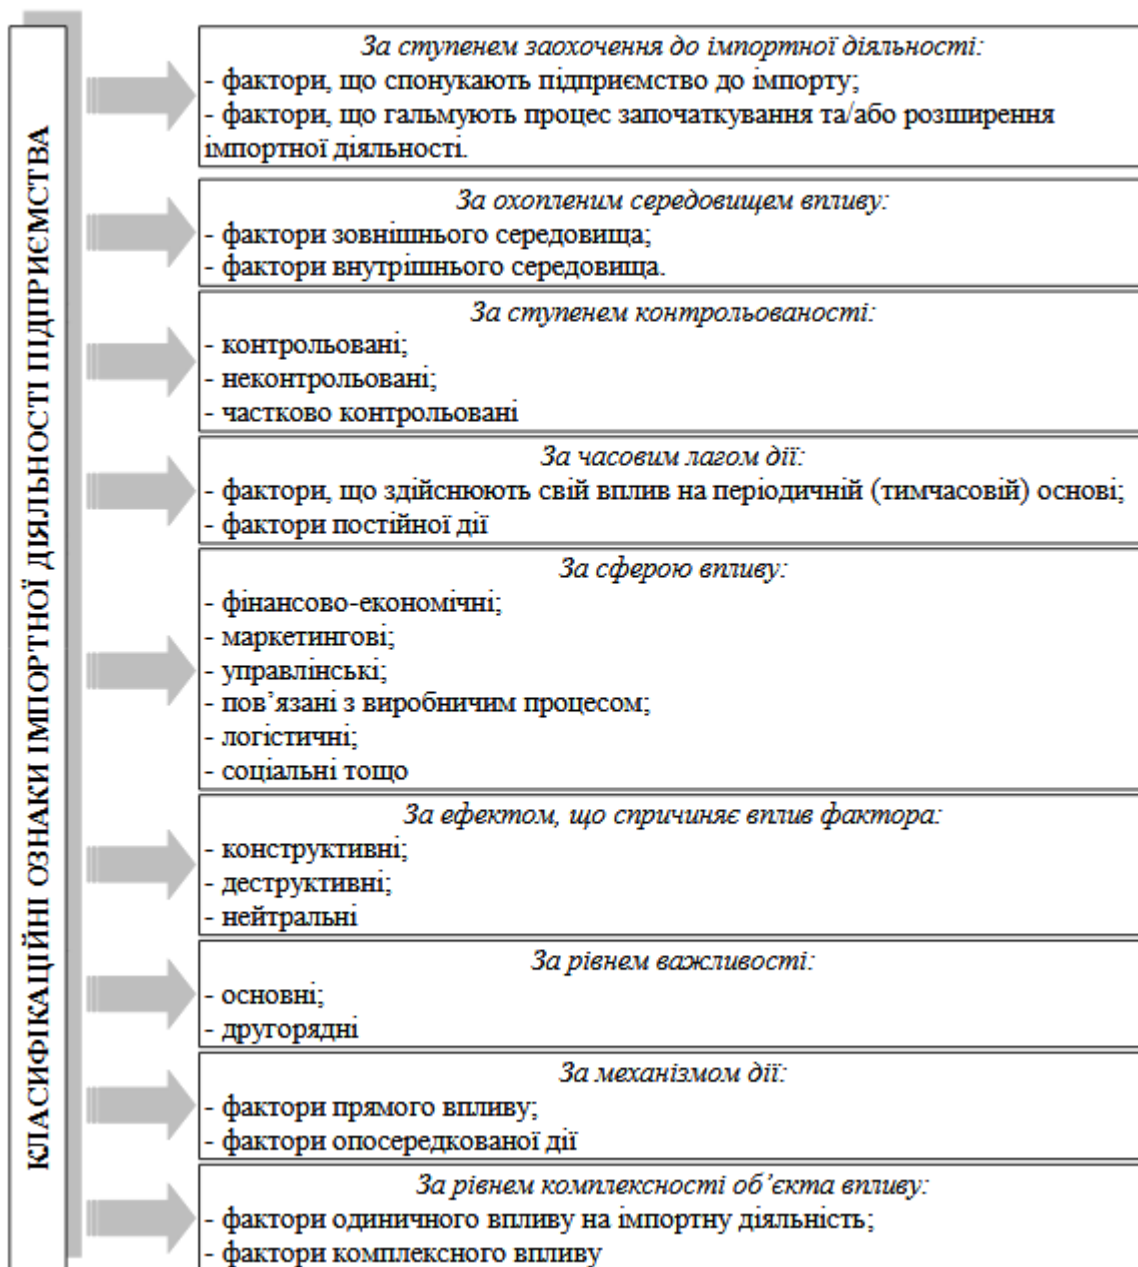 КЛАСИФІКАЦІЙНІ ОЗНАКИ ІМПОРТНОЇ ДІЯЛЬНОСТІ ПІДПРИЄМСТВА
За ступенем заохочення до імпортної діяльності:
- фактори, що спонукають підприємство до імпорту;
- фактори, що гальмують процес започаткування та/або розширення
імпортної діяльності.
За охопленим середовищем впливу:
- фактори зовнішнього середовища;
- фактори внутрішнього середовища.
За ступенем контрольованості:
- контрольовані;
- неконтрольовані;
- частково контрольовані
За часовим лагом дії:
- фактори, що здійснюють свій вплив на періодичній (тимчасовій) основі;
- фактори постійної дії
За сферою впливу:
- фінансово-економічні;
- маркетингові;
- управлінські;
- пов’язані з виробничим процесом;
- логістичні;
- соціальні тощо
За ефектом, що спричиняє вплив фактора:
- конструктивні;
- деструктивні;
- нейтральні
За рівнем важливості:
- основні;
- другорядні
За механізмом дії:
- фактори прямого впливу;
- фактори опосередкованої дії
За рівнем комплексності об’єкта впливу:
- фактори одиничного впливу на імпортну діяльність;
- фактори комплексного впливу